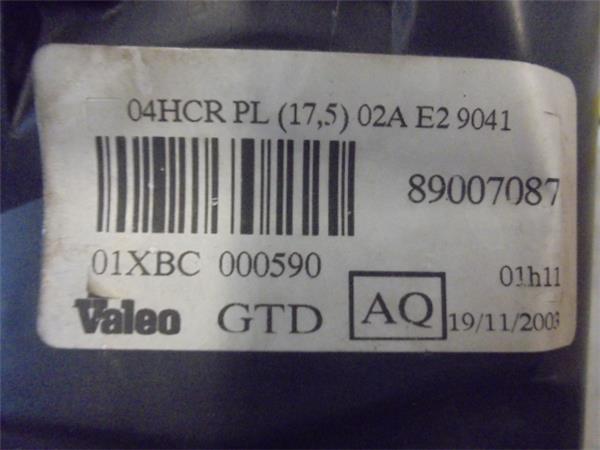 04HCR PL (17,5) 02A E2 9041
89007087
01XBC 000590
01h11
Valeo GTD AQ 19/11/2003